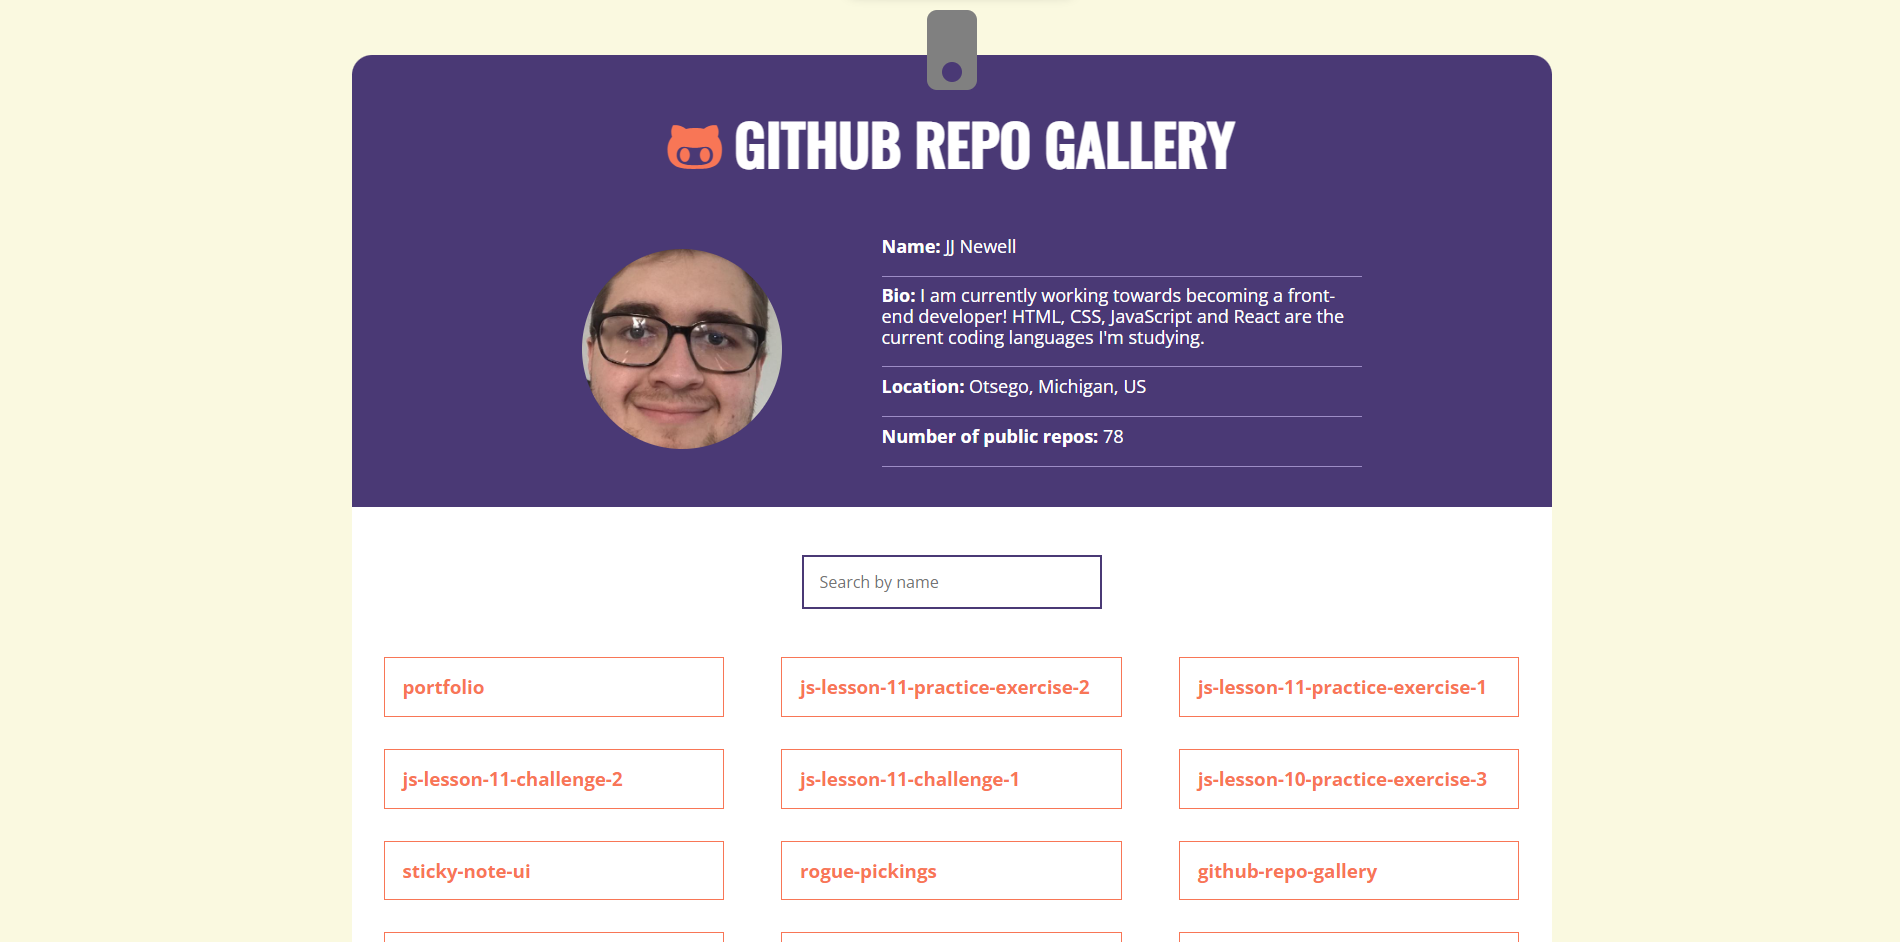 GITHUB REPO GALLERY
Name: JJ Newell
Bio: I am currently working towards becoming a front-
end developer! HTML, CSS, JavaScript and React are the
current coding languages I'm studying.
Location: Otsego, Michigan, US
Number of public repos: 78
Search by name
portfolio
js-lesson-11-practice-exercise-2
js-lesson-11-practice-exercise-1
js-lesson-11-challenge-2
js-lesson-11-challenge-1
js-lesson-10-practice-exercise-3
sticky-note-ui
rogue-pickings
github-repo-gallery